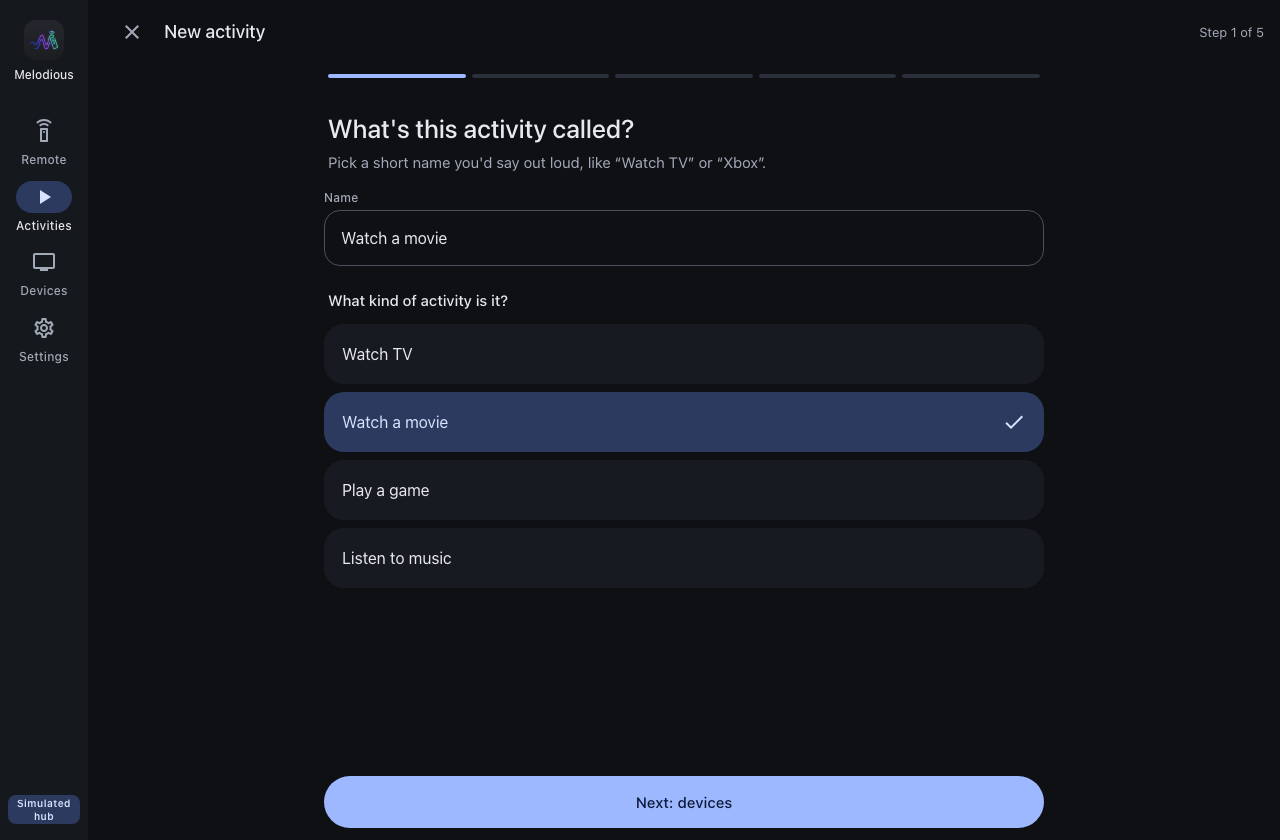 New activity
Step 1 of 5
Melodious
Remote
Activities
Devices
Settings
Simulated
hub
What's this activity called?
Pick a short name you'd say out loud, like “Watch TV” or “Xbox”.
Name
Watch a movie
What kind of activity is it?
Watch TV
Watch a movie
Play a game
Listen to music
Next: devices